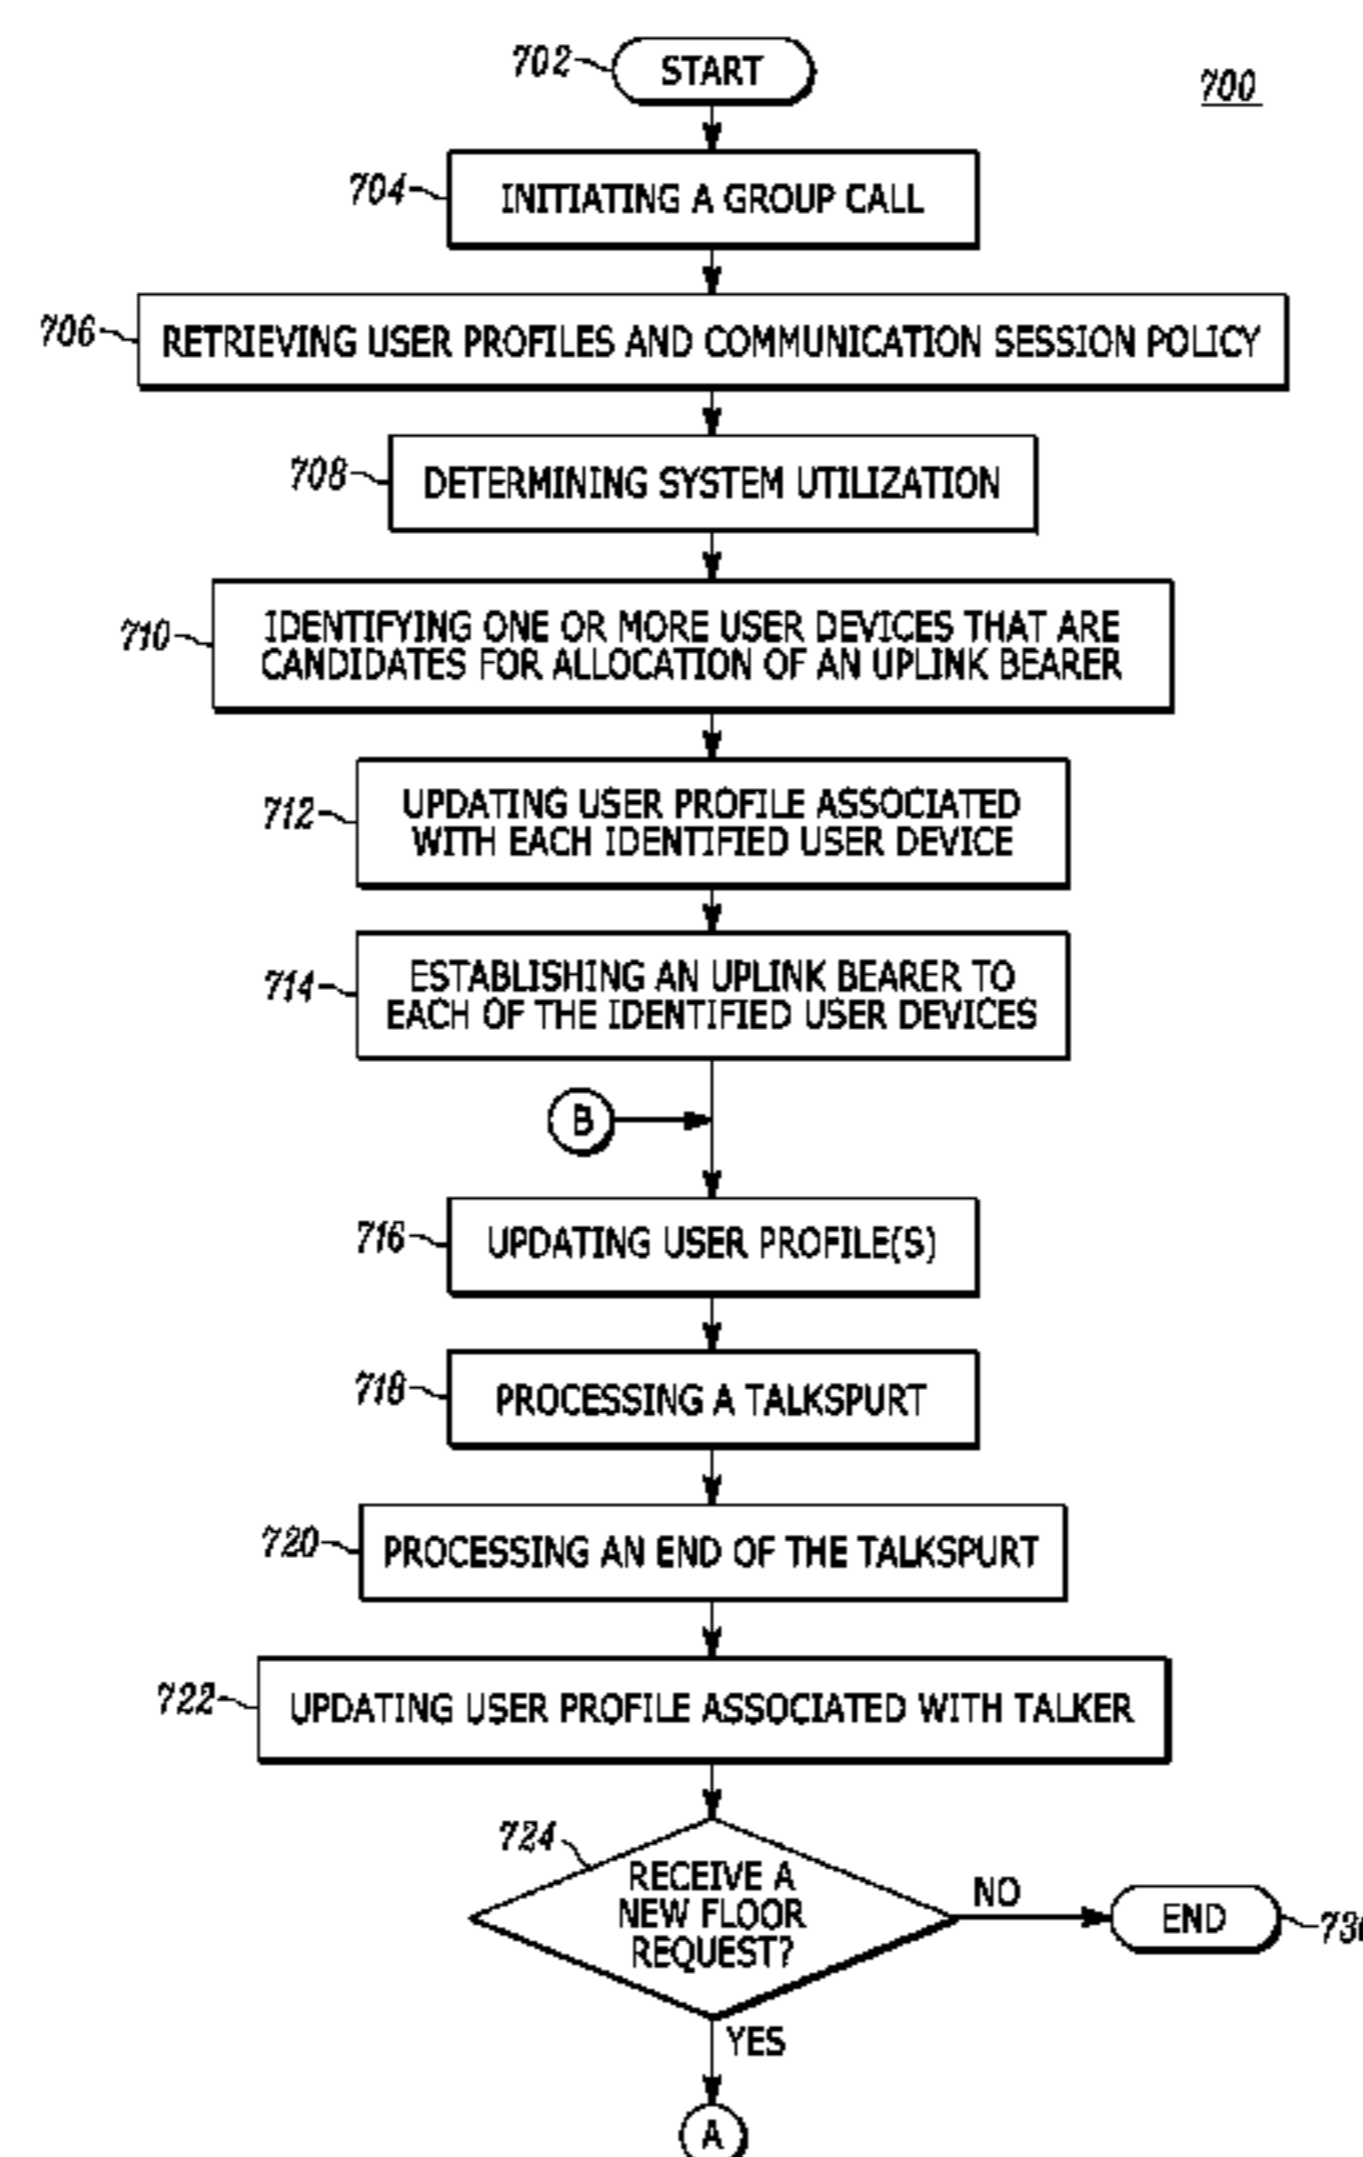 702
START
700
704
INITIATING A GROUP CALL
706
RETRIEVING USER PROFILES AND COMMUNICATION SESSION POLICY
708
DETERMINING SYSTEM UTILIZATION
710
IDENTIFYING ONE OR MORE USER DEVICES THAT ARE
CANDIDATES FOR ALLOCATION OF AN UPLINK BEARER
712
UPDATING USER PROFILE ASSOCIATED
WITH EACH IDENTIFIED USER DEVICE
714
ESTABLISHING AN UPLINK BEARER TO
EACH OF THE IDENTIFIED USER DEVICES
B
716
UPDATING USER PROFILE(S)
718
PROCESSING A TALKSPURT
720
PROCESSING AN END OF THE TALKSPURT
722
UPDATING USER PROFILE ASSOCIATED WITH TALKER
724
RECEIVE A
NEW FLOOR
REQUEST?
NO
END
YES
A